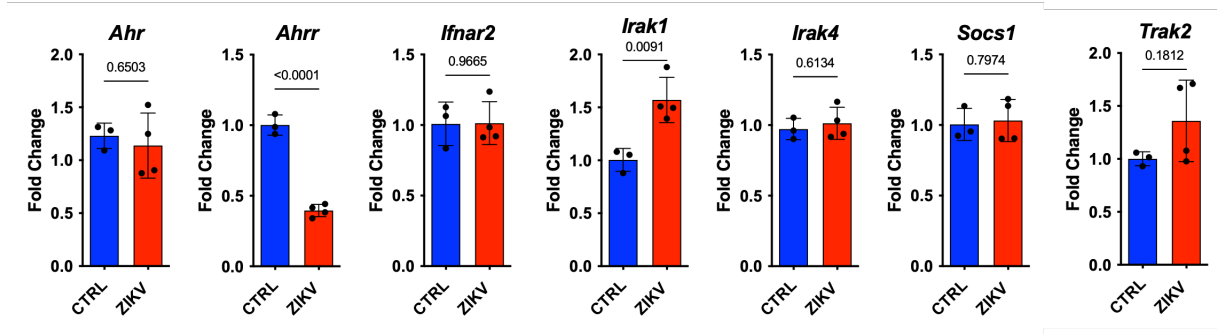 Ahr
0.6503
Fold Change
2.0
1.5
1.0
0.5
0.0
CTRL
ZIKV
Ahrr
<0.0001
Fold Change
1.5
1.0
0.5
0.0
CTRL
ZIKV
Ifnar2
0.9665
Fold Change
1.5
1.0
0.5
0.0
CTRL
ZIKV
Irak1
0.0091
Fold Change
2.0
1.5
1.0
0.5
0.0
CTRL
ZIKV
Irak4
0.6134
Fold Change
1.5
1.0
0.5
0.0
CTRL
ZIKV
Socs1
0.7974
Fold Change
1.5
1.0
0.5
0.0
CTRL
ZIKV
Trak2
0.1812
Fold Change
2.0
1.5
1.0
0.5
0.0
CTRL
ZIKV